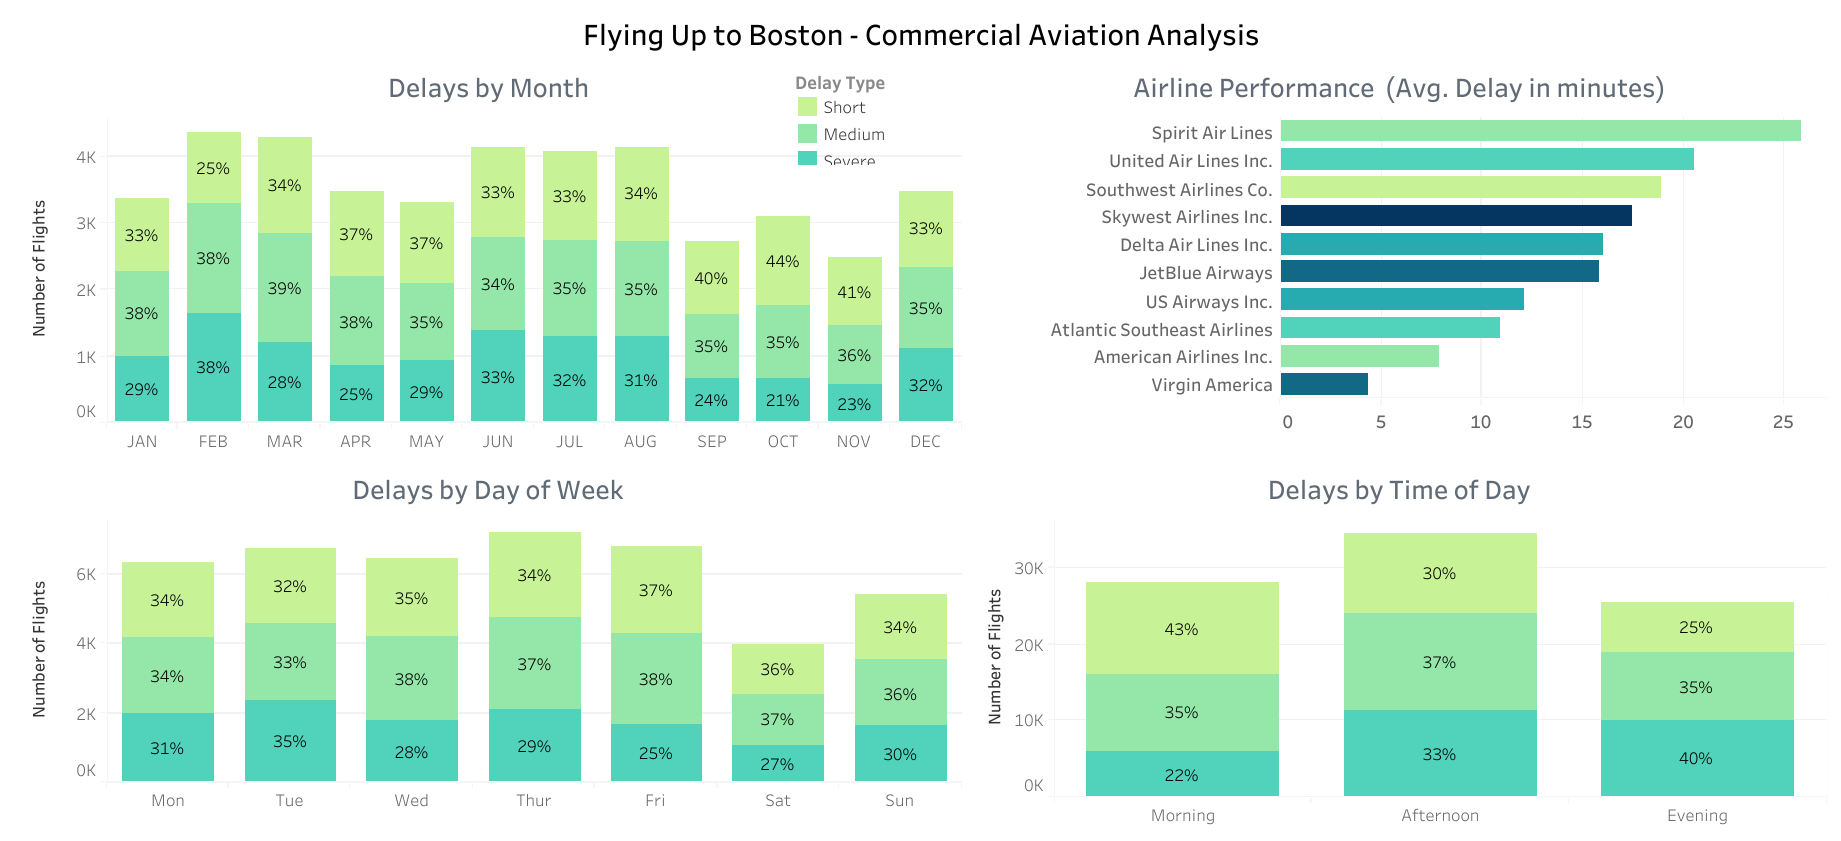 Flying Up to Boston - Commercial Aviation Analysis
Delays by Month
Delay Type
Short
Medium
Severe
Number of Flights
4K
3K
2K
1K
0K
33%
38%
29%
25%
38%
38%
34%
39%
28%
37%
38%
25%
37%
35%
29%
33%
34%
33%
33%
35%
32%
34%
35%
31%
40%
35%
24%
44%
35%
21%
41%
36%
23%
33%
35%
32%
JAN FEB MAR APR MAY JUN JUL AUG SEP OCT NOV DEC
Airline Performance (Avg. Delay in minutes)
Spirit Air Lines
United Air Lines Inc.
Southwest Airlines Co.
Skywest Airlines Inc.
Delta Air Lines Inc.
JetBlue Airways
US Airways Inc.
Atlantic Southeast Airlines
American Airlines Inc.
Virgin America
0 5 10 15 20 25
Delays by Day of Week
Number of Flights
6K
4K
2K
0K
34%
34%
31%
32%
33%
35%
35%
38%
28%
34%
37%
29%
37%
38%
25%
36%
37%
27%
34%
36%
30%
Mon Tue Wed Thur Fri Sat Sun
Delays by Time of Day
Number of Flights
30K
20K
10K
0K
43%
35%
22%
30%
37%
33%
25%
35%
40%
Morning Afternoon Evening